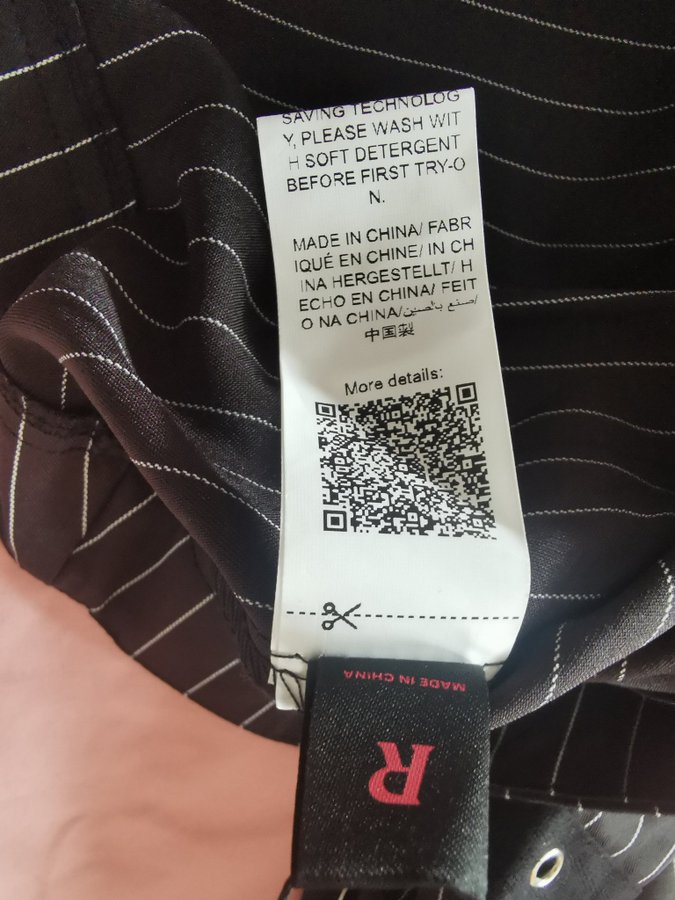 SAVING TECHNOLOG
Y, PLEASE WASH WIT
H SOFT DETERGENT
BEFORE FIRST TRY-O
N.
MADE IN CHINA/ FABR
IQUÉ EN CHINE/ IN CH
INA HERGESTELLT/ H
ECHO EN CHINA/ FEIT
O NA CHINA/صنع بالصين/
中国製
More details:
MADE IN CHINA
R